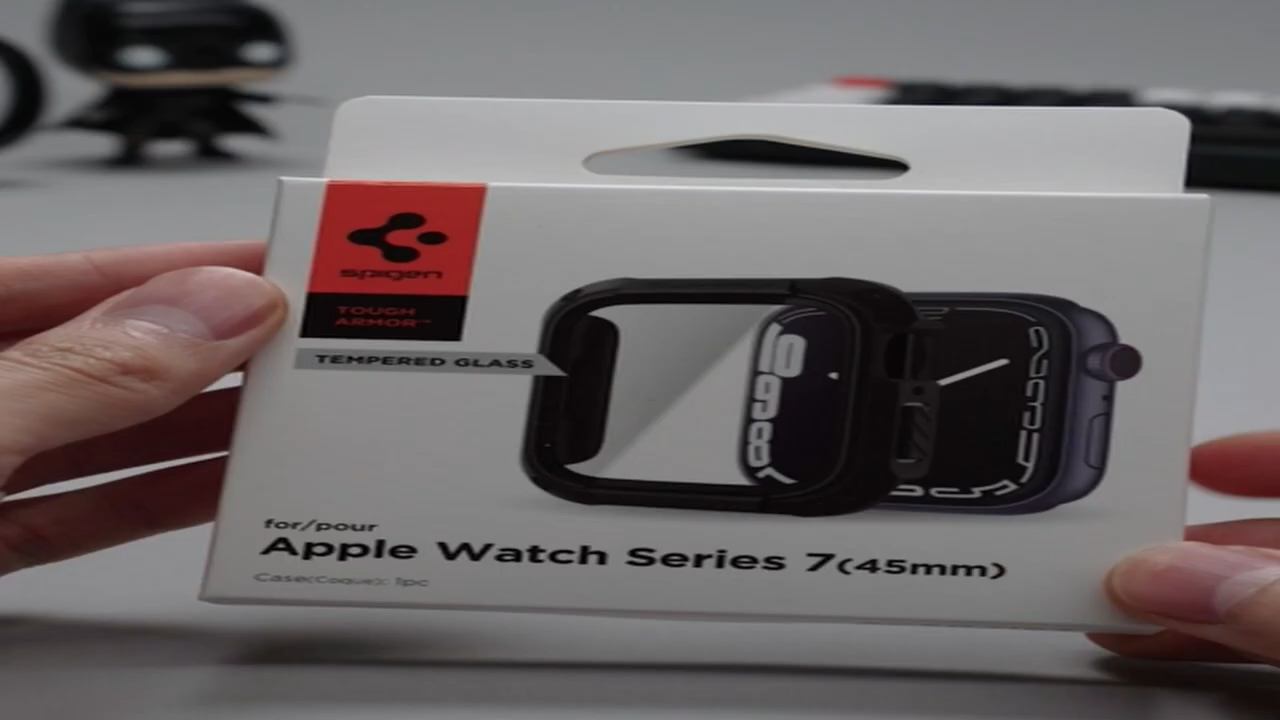 spigen
TOUGH
ARMOR™
TEMPERED GLASS
for/pour
Apple Watch Series 7(45mm)
Case(Coque): 1pc